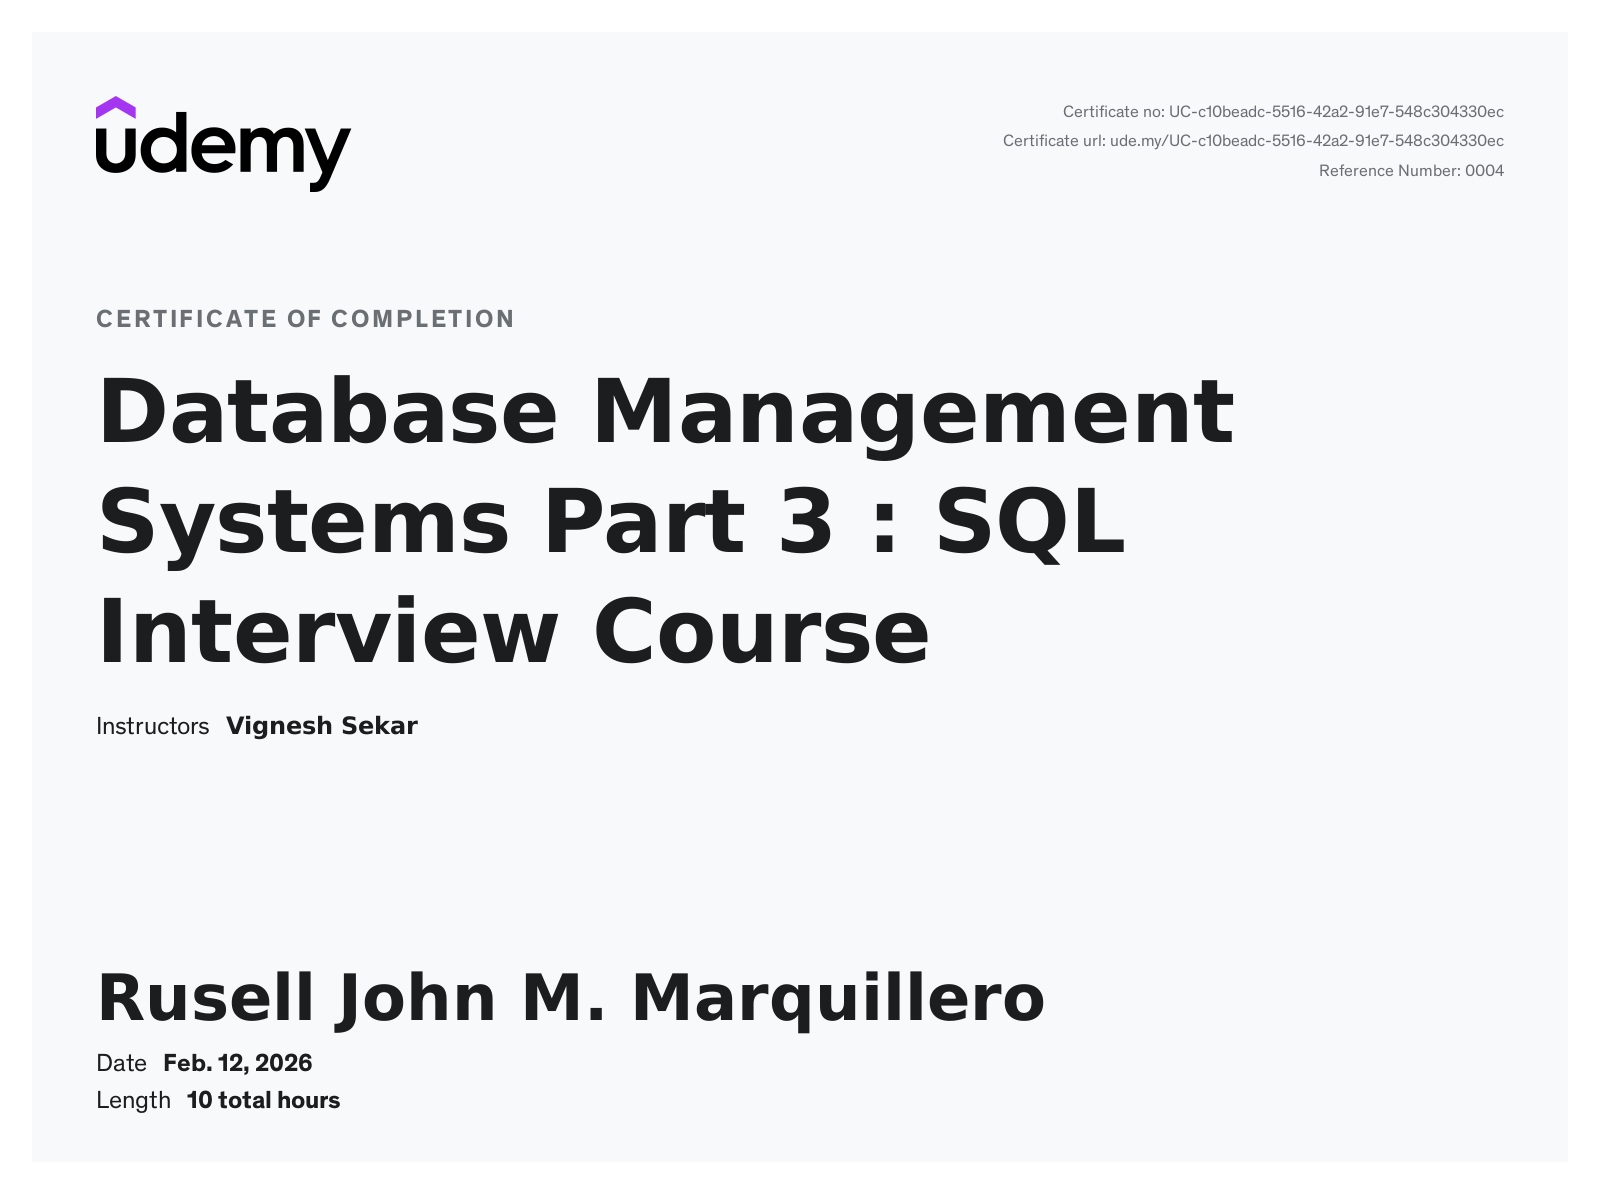 udemy
Certificate no: UC-c10beadc-5516-42a2-91e7-548c304330ec
Certificate url: ude.my/UC-c10beadc-5516-42a2-91e7-548c304330ec
Reference Number: 0004
CERTIFICATE OF COMPLETION
Database Management
Systems Part 3 : SQL
Interview Course
Instructors Vignesh Sekar
Rusell John M. Marquillero
Date Feb. 12, 2026
Length 10 total hours